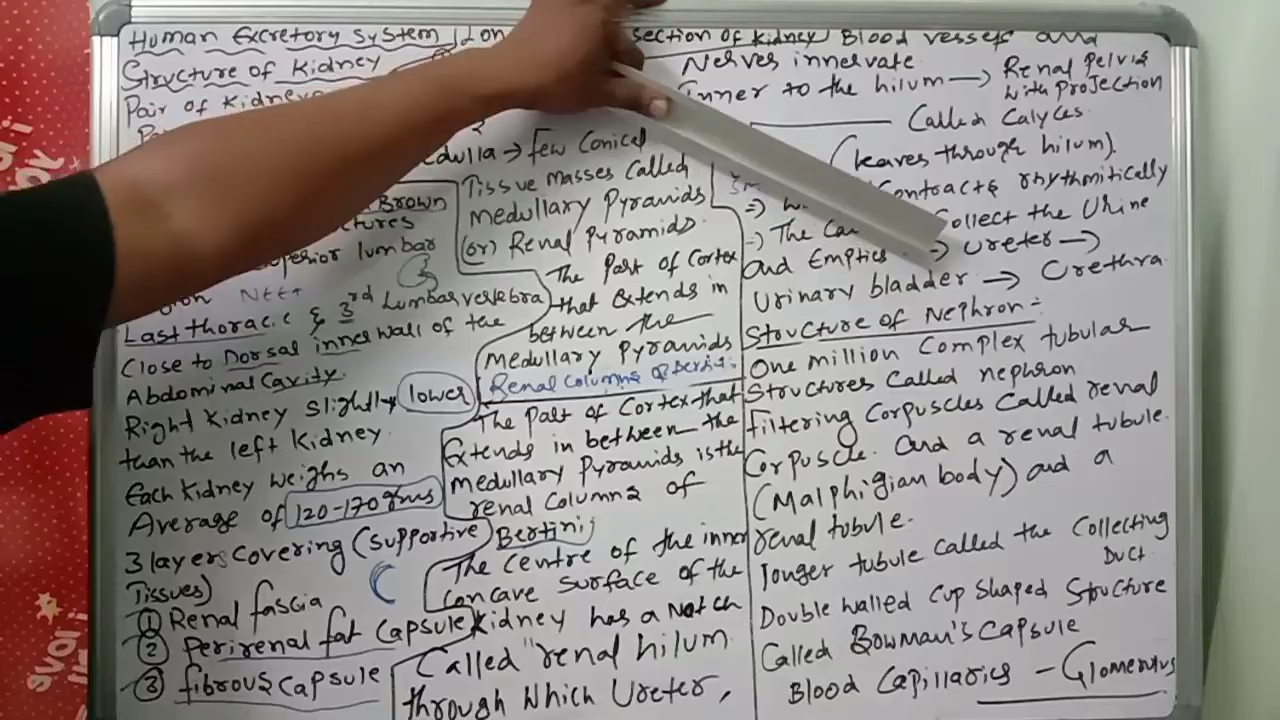 Human Excretory System
Structure of Kidney
Pair of Kidneys
Brown
Superior lumbar
Last thoracic & 3rd Lumbar vertebra
Close to Dorsal inner wall of the
Abdominal Cavity.
Right Kidney slightly lower
than the left Kidney.
Each Kidney weighs an
Average of 120-170gms
3 layers covering (supportive
Tissues)
① Renal fascia
② Perirenal fat capsule
③ fibrous capsule
→ Few Conical
Tissue masses called
medullary Pyramids
(or) Renal Pyramids
The Part of Cortex
that Extends in
between the
medullary Pyramids
Renal Columns of
The Part of Cortex that
Extends in between the
medullary Pyramids is the
renal Columns of
Bertini
The Centre of the inner
Concave Surface of the
Kidney has a Notch
Called "renal hilum
through which Ureter,
section of Kidney Blood vessels and
Nerves innervate
Inner to the hilum → Renal Pelvis
with Projection
Called Calyces
(leaves through hilum).
Contracts rhythmitically
=) The Collect the Urine
and Empties Ureter →
Urinary bladder → Urethra
Structure of Nephron :-
One million Complex tubular
Structures called nephron
Filtering Corpuscles Called renal
Corpuscle. And a renal tubule.
(Malphigian body) and a
renal tubule.
longer tubule called the Collecting
Duct
Double walled Cup Shaped Structure
Called Bowman's Capsule
Blood Capillaries - Glomerulus